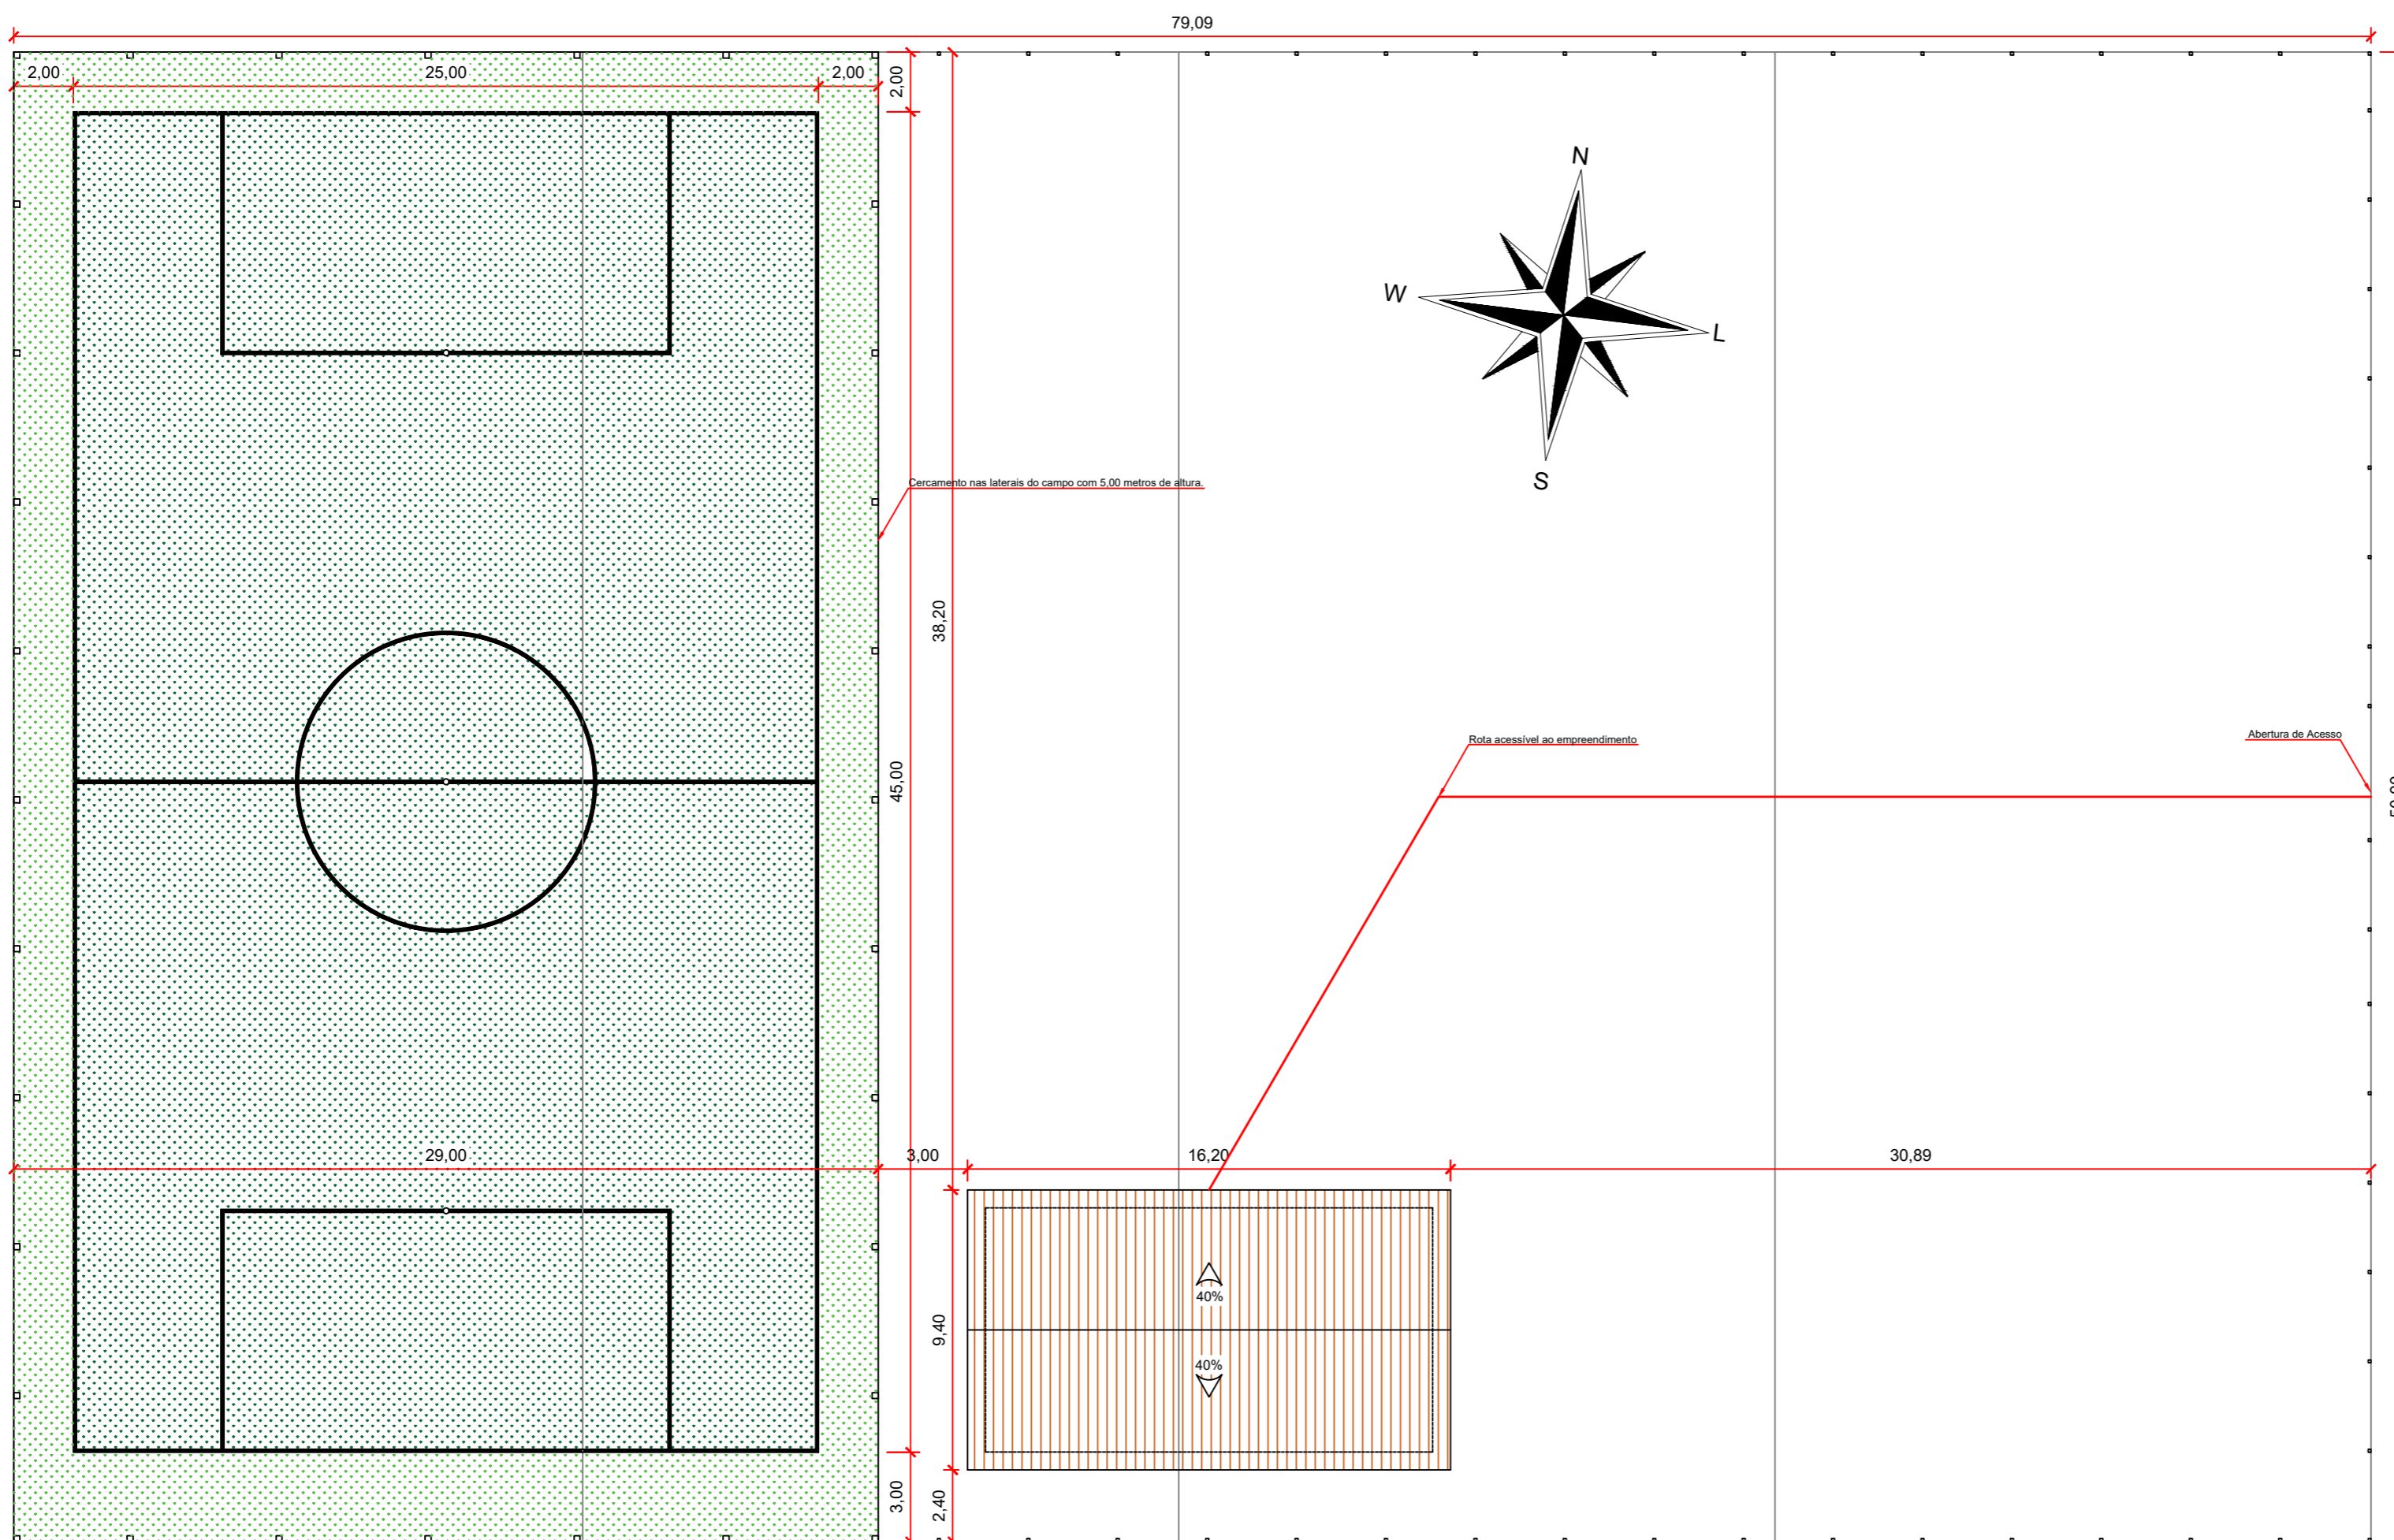 79,09
2,00
25,00
2,00
2,00
N
W
L
S
Cercamento nas laterais do campo com 5,00 metros de altura.
38,20
45,00
Rota acessível ao empreendimento
Abertura de Acesso
29,00
3,00
16,20
30,89
40%
9,40
40%
3,00
2,40